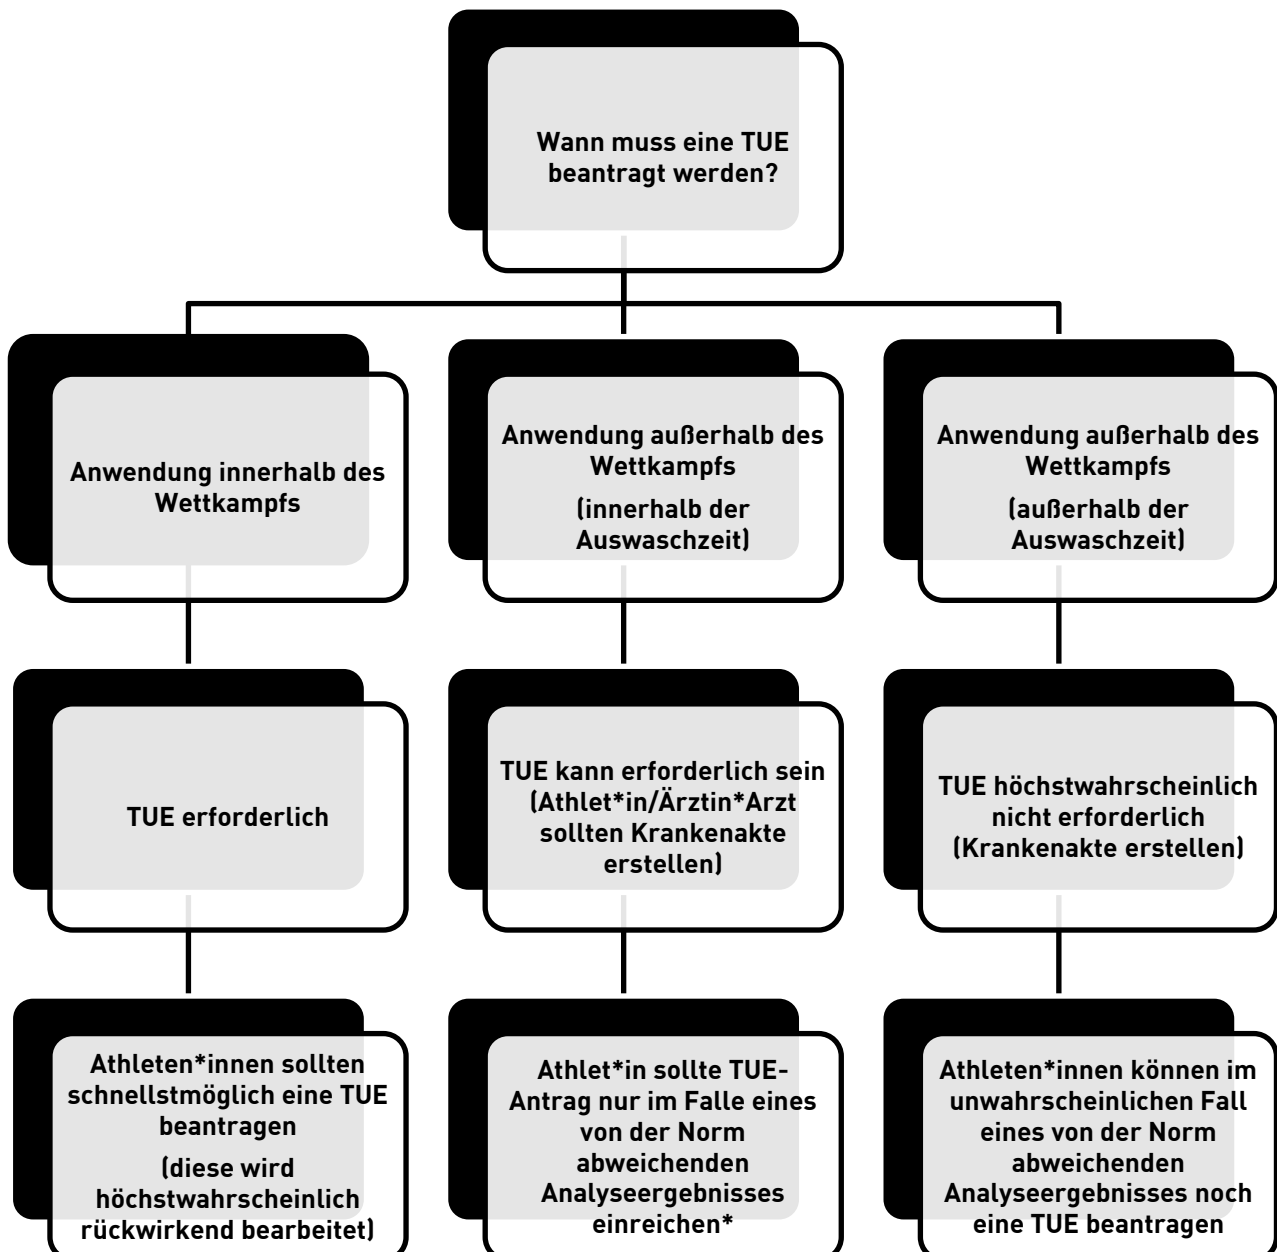 Wann muss eine TUE
beantragt werden?
Anwendung innerhalb des
Wettkampfs
Anwendung außerhalb des
Wettkampfs
(innerhalb der
Auswaschzeit)
Anwendung außerhalb des
Wettkampfs
(außerhalb der
Auswaschzeit)
TUE erforderlich
TUE kann erforderlich sein
(Athlet*in/Ärztin*Arzt
sollten Krankenakte
erstellen)
TUE höchstwahrscheinlich
nicht erforderlich
(Krankenakte erstellen)
Athleten*innen sollten
schnellstmöglich eine TUE
beantragen
(diese wird
höchstwahrscheinlich
rückwirkend bearbeitet)
Athlet*in sollte TUE-
Antrag nur im Falle eines
von der Norm
abweichenden
Analyseergebnisses
einreichen*
Athleten*innen können im
unwahrscheinlichen Fall
eines von der Norm
abweichenden
Analyseergebnisses noch
eine TUE beantragen